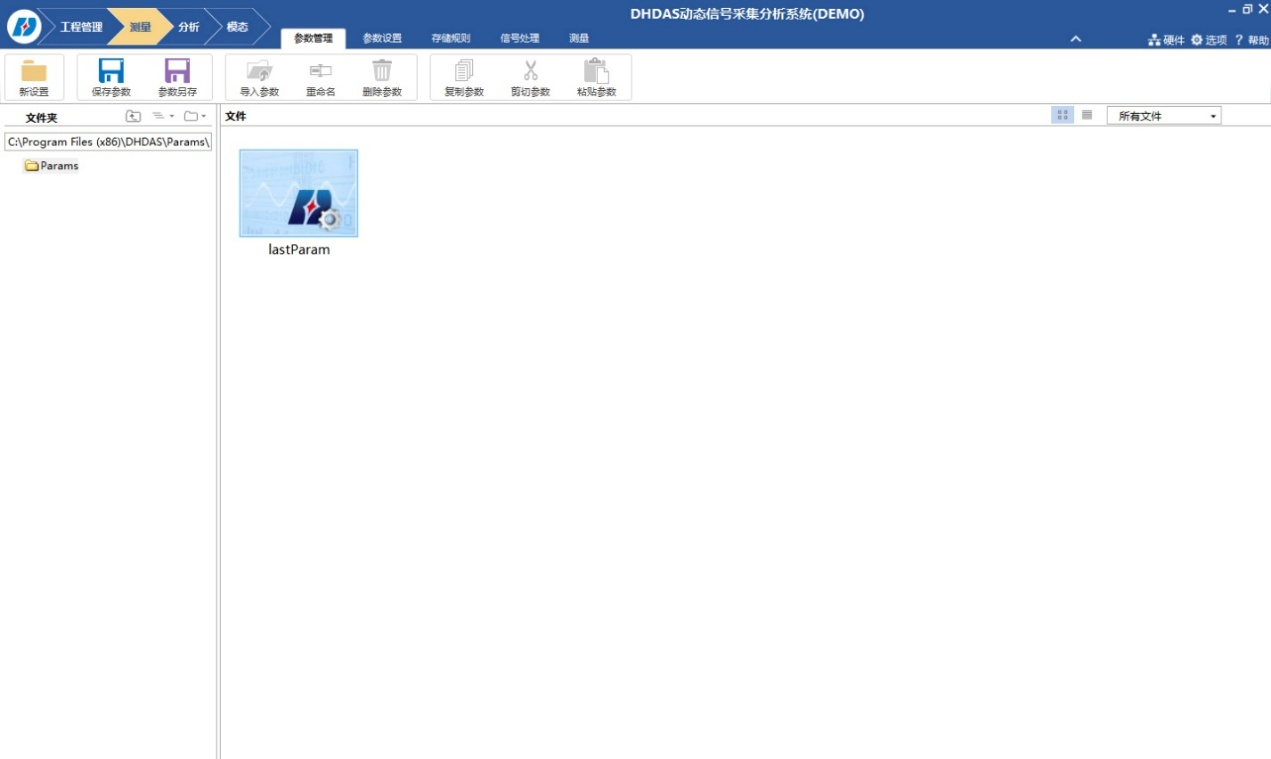 DHDAS动态信号采集分析系统(DEMO)
工程管理 测量 分析 模态
参数管理 参数设置 存储规则 信号处理 测量
硬件 选项 ? 帮助
新设置 保存参数 参数另存 导入参数 重命名 删除参数 复制参数 剪切参数 粘贴参数
文件夹
文件
所有文件
C:\Program Files (x86)\DHDAS\Params\
Params
lastParam